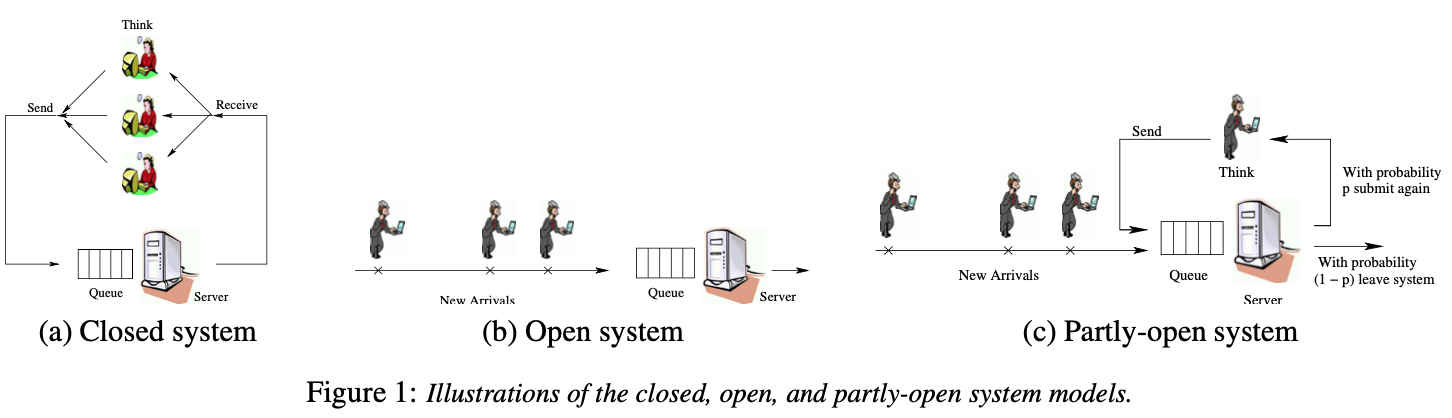 Think
Send
Receive
Queue
Server
(a) Closed system
New Arrivals
Queue
Server
(b) Open system
Send
Think
With probability
p submit again
New Arrivals
Queue
Server
With probability
(1 − p) leave system
(c) Partly-open system
Figure 1: Illustrations of the closed, open, and partly-open system models.